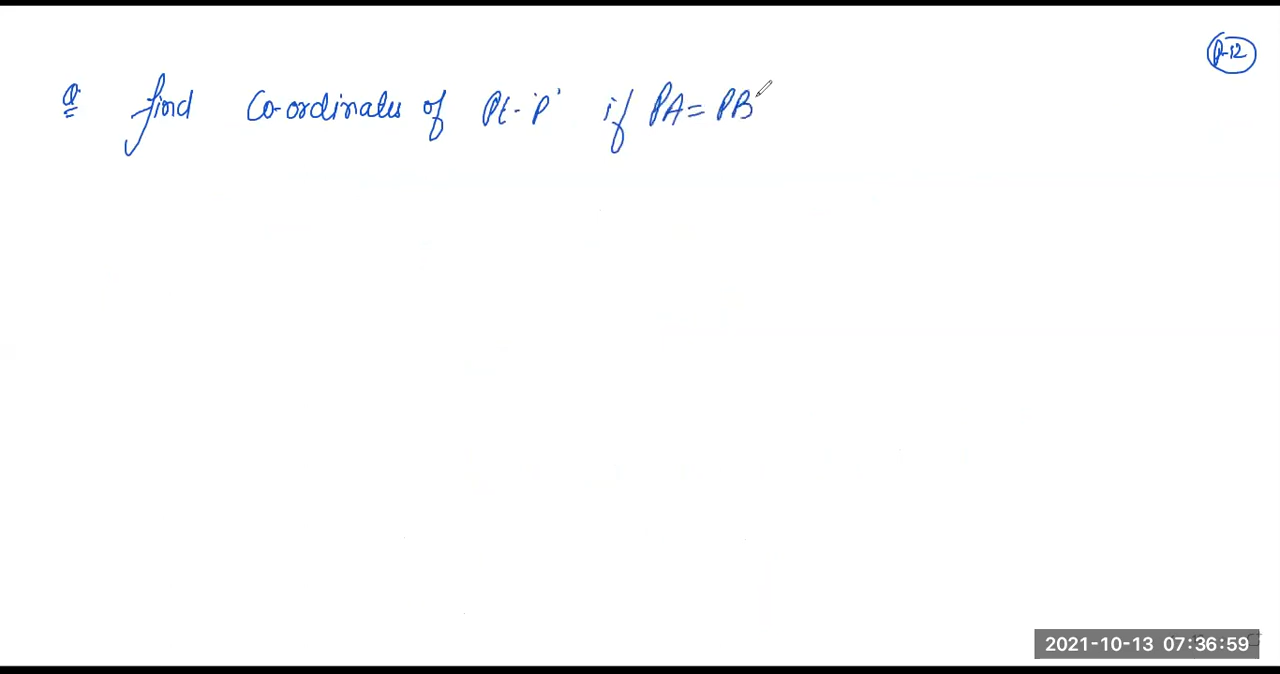 P-12
Q find Co-ordinates of Pt- 'P' if PA = PB
2021-10-13 07:36:59